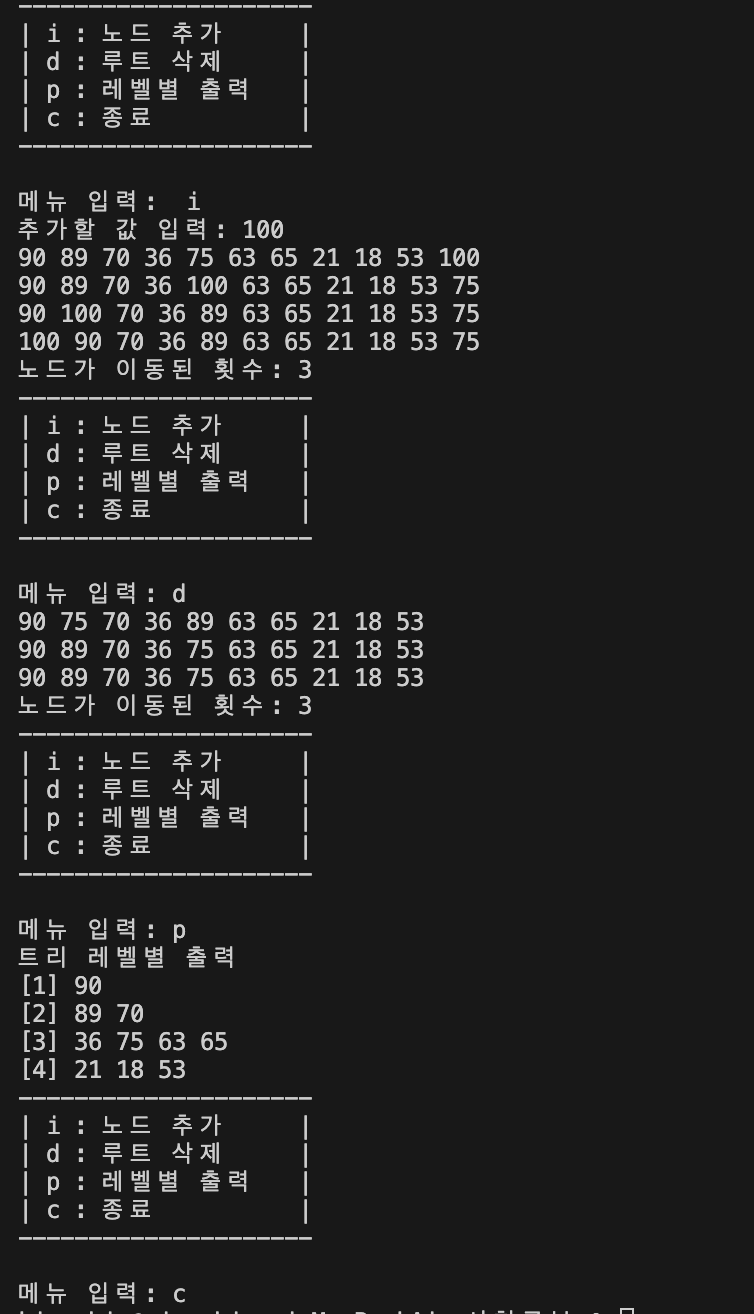 --------------------
| i : 노드 추가      |
| d : 루트 삭제      |
| p : 레벨별 출력    |
| c : 종료           |
--------------------
메뉴 입력:  i
추가할 값 입력: 100
90 89 70 36 75 63 65 21 18 53 100
90 89 70 36 100 63 65 21 18 53 75
90 100 70 36 89 63 65 21 18 53 75
100 90 70 36 89 63 65 21 18 53 75
노드가 이동된 횟수: 3
--------------------
| i : 노드 추가      |
| d : 루트 삭제      |
| p : 레벨별 출력    |
| c : 종료           |
--------------------
메뉴 입력: d
90 75 70 36 89 63 65 21 18 53
90 89 70 36 75 63 65 21 18 53
90 89 70 36 75 63 65 21 18 53
노드가 이동된 횟수: 3
--------------------
| i : 노드 추가      |
| d : 루트 삭제      |
| p : 레벨별 출력    |
| c : 종료           |
--------------------
메뉴 입력: p
트리 레벨별 출력
[1] 90
[2] 89 70
[3] 36 75 63 65
[4] 21 18 53
--------------------
| i : 노드 추가      |
| d : 루트 삭제      |
| p : 레벨별 출력    |
| c : 종료           |
--------------------
메뉴 입력: c